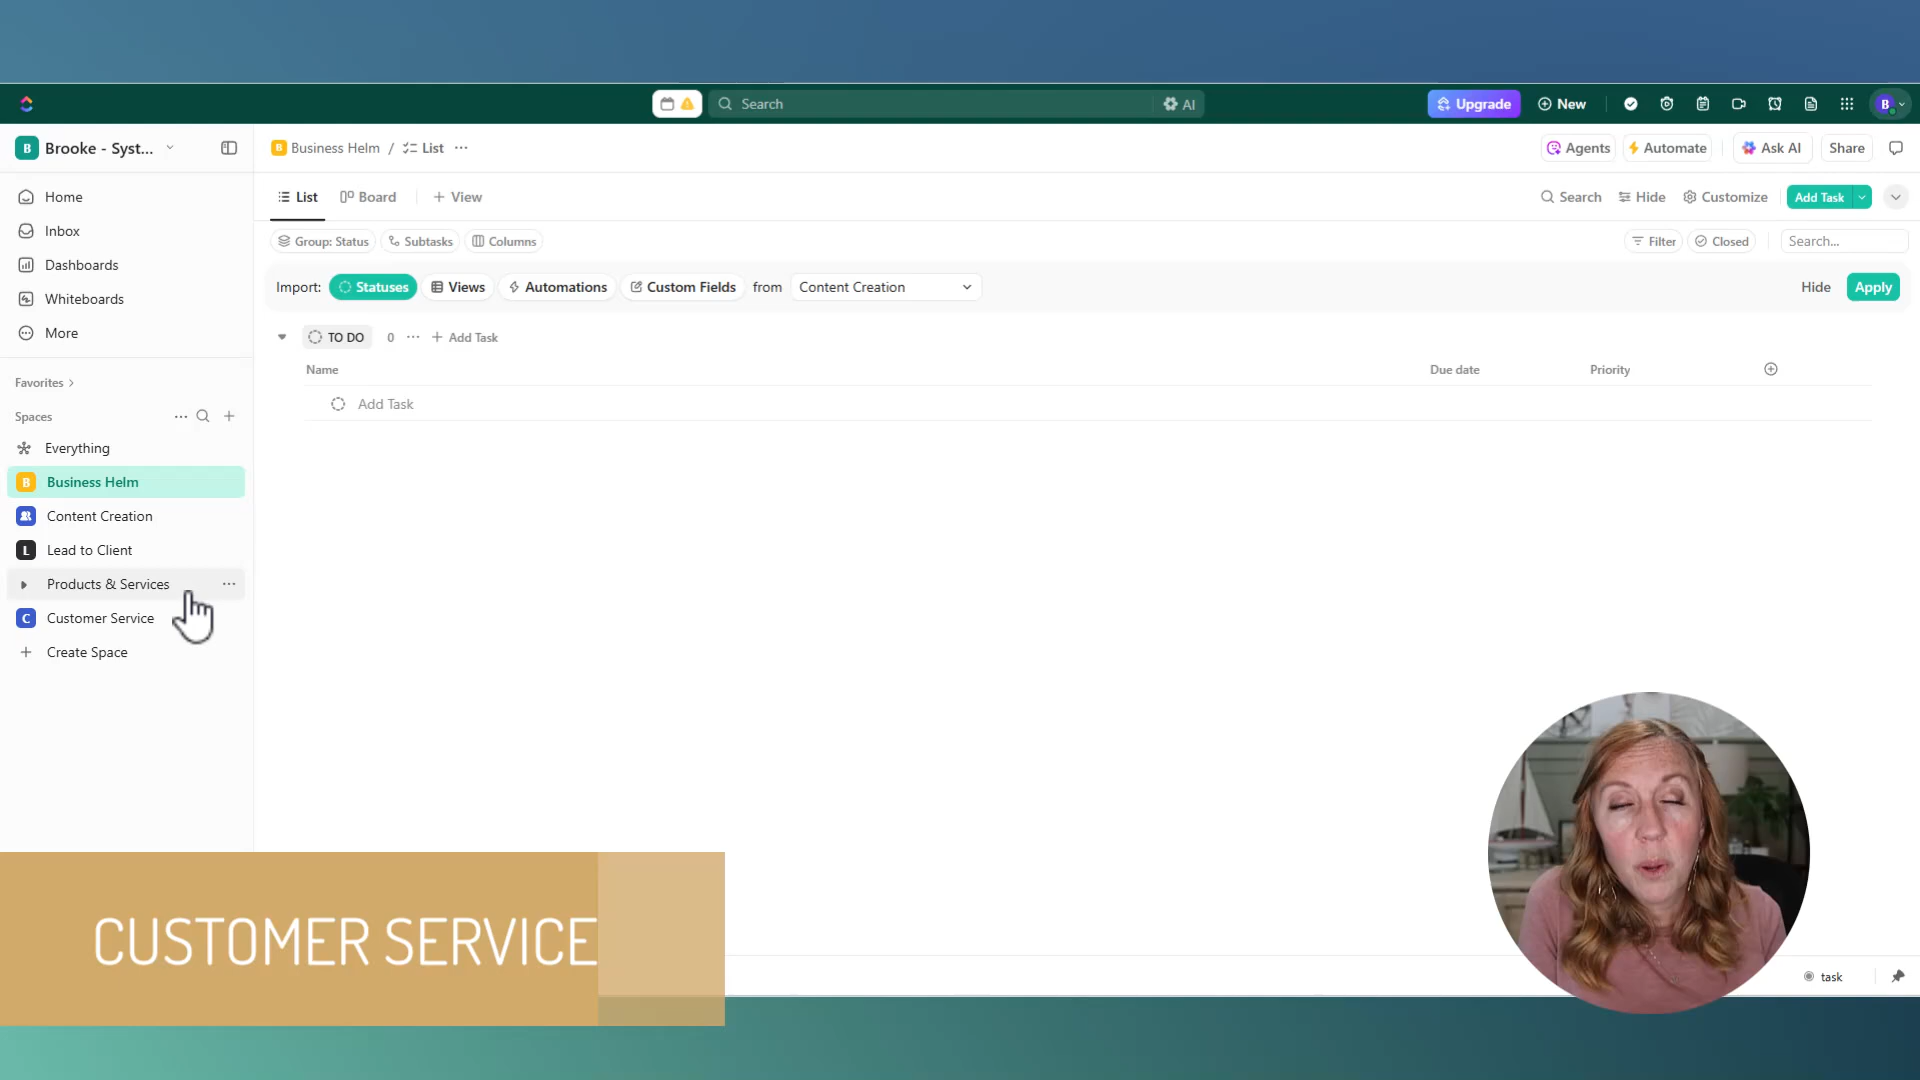 Search
AI
Upgrade
New
B
B
Brooke - Syst...
B Business Helm / List ...
Agents
Automate
Ask AI
Share
Home
Inbox
Dashboards
Whiteboards
More
Favorites
Spaces
Everything
B Business Helm
Content Creation
L Lead to Client
Products & Services
C Customer Service
Create Space
List
Board
View
Search
Hide
Customize
Add Task
Group: Status
Subtasks
Columns
Filter
Closed
Search...
Import: Statuses Views Automations Custom Fields from Content Creation
Hide
Apply
TO DO 0 ... Add Task
Name Due date Priority
Add Task
CUSTOMER SERVICE
task